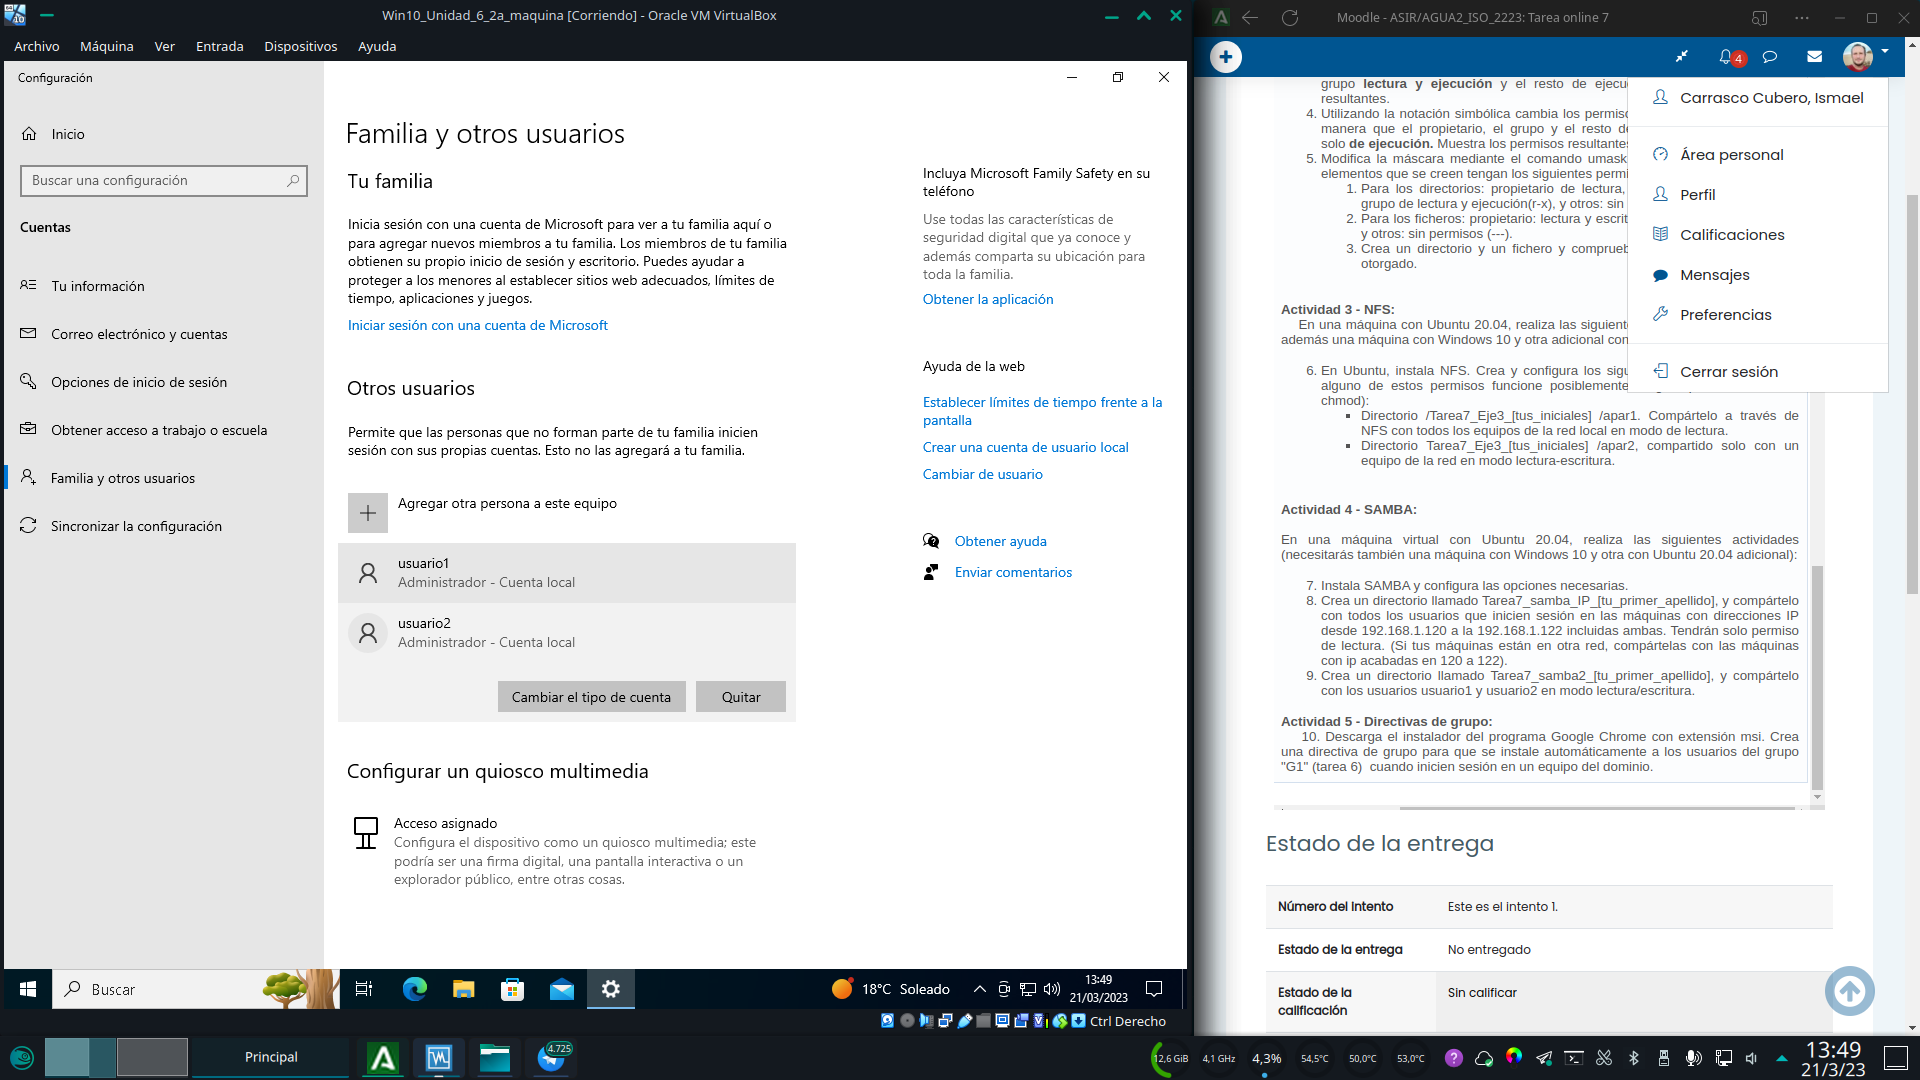 Win10_Unidad_6_2a_maquina [Corriendo] - Oracle VM VirtualBox
Archivo Máquina Ver Entrada Dispositivos Ayuda
Configuración
Inicio
Buscar una configuración
Cuentas
Tu información
Correo electrónico y cuentas
Opciones de inicio de sesión
Obtener acceso a trabajo o escuela
Familia y otros usuarios
Sincronizar la configuración
Familia y otros usuarios
Tu familia
Inicia sesión con una cuenta de Microsoft para ver a tu familia aquí o
para agregar nuevos miembros a tu familia. Los miembros de tu familia
obtienen su propio inicio de sesión y escritorio. Puedes ayudar a
proteger a los menores al establecer sitios web adecuados, límites de
tiempo, aplicaciones y juegos.
Iniciar sesión con una cuenta de Microsoft
Otros usuarios
Permite que las personas que no forman parte de tu familia inicien
sesión con sus propias cuentas. Esto no las agregará a tu familia.
Agregar otra persona a este equipo
usuario1
Administrador - Cuenta local
usuario2
Administrador - Cuenta local
Cambiar el tipo de cuenta Quitar
Configurar un quiosco multimedia
Acceso asignado
Configura el dispositivo como un quiosco multimedia; este
podría ser una firma digital, una pantalla interactiva o un
explorador público, entre otras cosas.
Incluya Microsoft Family Safety en su
teléfono
Use todas las características de
seguridad digital que ya conoce y
además comparta su ubicación para
toda la familia.
Obtener la aplicación
Ayuda de la web
Establecer límites de tiempo frente a la
pantalla
Crear una cuenta de usuario local
Cambiar de usuario
Obtener ayuda
Enviar comentarios
Buscar
18°C Soleado
13:49
21/03/2023
Ctrl Derecho
Moodle - ASIR/AGUA2_ISO_2223: Tarea online 7
4
Carrasco Cubero, Ismael
Área personal
Perfil
Calificaciones
Mensajes
Preferencias
Cerrar sesión
grupo lectura y ejecución y el resto de ejecu
resultantes.
4. Utilizando la notación simbólica cambia los permiso
manera que el propietario, el grupo y el resto de
solo de ejecución. Muestra los permisos resultante
5. Modifica la máscara mediante el comando umask
elementos que se creen tengan los siguientes permi
1. Para los directorios: propietario de lectura,
grupo de lectura y ejecución(r-x), y otros: sin
2. Para los ficheros: propietario: lectura y escrit
y otros: sin permisos (---).
3. Crea un directorio y un fichero y comprueb
otorgado.
Actividad 3 - NFS:
En una máquina con Ubuntu 20.04, realiza las siguiente
además una máquina con Windows 10 y otra adicional con
6. En Ubuntu, instala NFS. Crea y configura los sigu
alguno de estos permisos funcione posiblemente
chmod):
Directorio /Tarea7_Eje3_[tus_iniciales] /apar1. Compártelo a través de
NFS con todos los equipos de la red local en modo de lectura.
Directorio Tarea7_Eje3_[tus_iniciales] /apar2, compartido solo con un
equipo de la red en modo lectura-escritura.
Actividad 4 - SAMBA:
En una máquina virtual con Ubuntu 20.04, realiza las siguientes actividades
(necesitarás también una máquina con Windows 10 y otra con Ubuntu 20.04 adicional):
7. Instala SAMBA y configura las opciones necesarias.
8. Crea un directorio llamado Tarea7_samba_IP_[tu_primer_apellido], y compártelo
con todos los usuarios que inicien sesión en las máquinas con direcciones IP
desde 192.168.1.120 a la 192.168.1.122 incluidas ambas. Tendrán solo permiso
de lectura. (Si tus máquinas están en otra red, compártelas con las máquinas
con ip acabadas en 120 a 122).
9. Crea un directorio llamado Tarea7_samba2_[tu_primer_apellido], y compártelo
con los usuarios usuario1 y usuario2 en modo lectura/escritura.
Actividad 5 - Directivas de grupo:
10. Descarga el instalador del programa Google Chrome con extensión msi. Crea
una directiva de grupo para que se instale automáticamente a los usuarios del grupo
"G1" (tarea 6) cuando inicien sesión en un equipo del dominio.
Estado de la entrega
Número del Intento Este es el intento 1.
Estado de la entrega No entregado
Estado de la
calificación
Sin calificar
Principal
4.725
12,6 GiB 4,1 GHz 4,3% 54,5°C 50,0°C 53,0°C
13:49
21/3/23